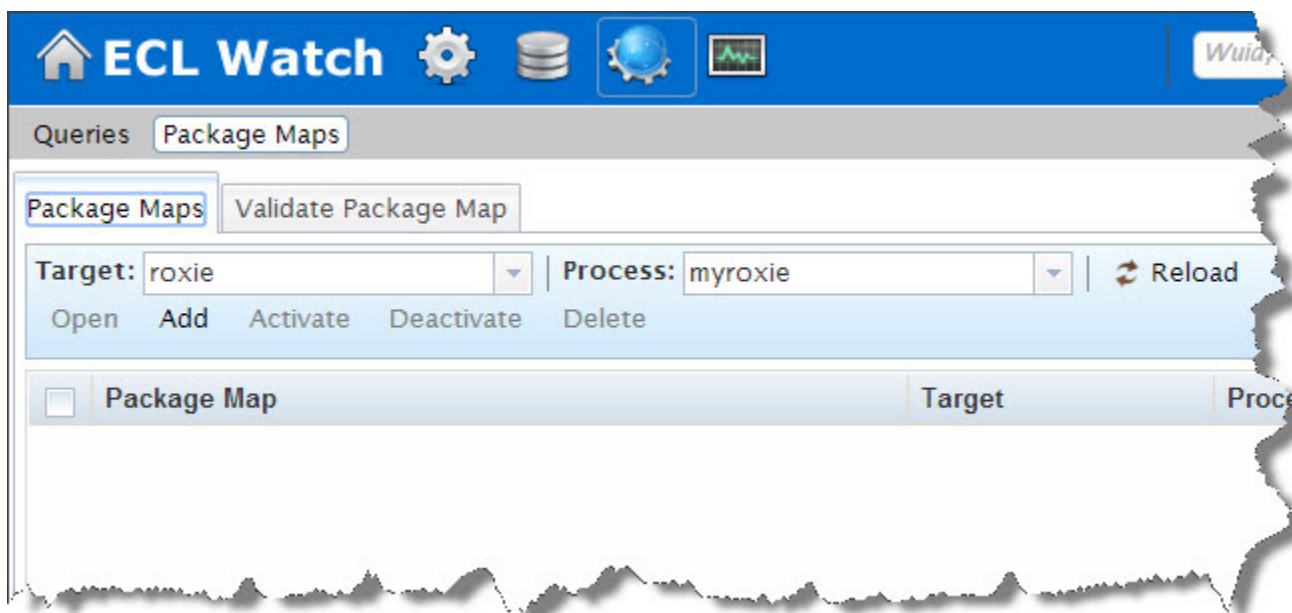 ECL Watch
Wuid,
Queries Package Maps
Package Maps Validate Package Map
Target: roxie Process: myroxie Reload
Open Add Activate Deactivate Delete
Package Map Target